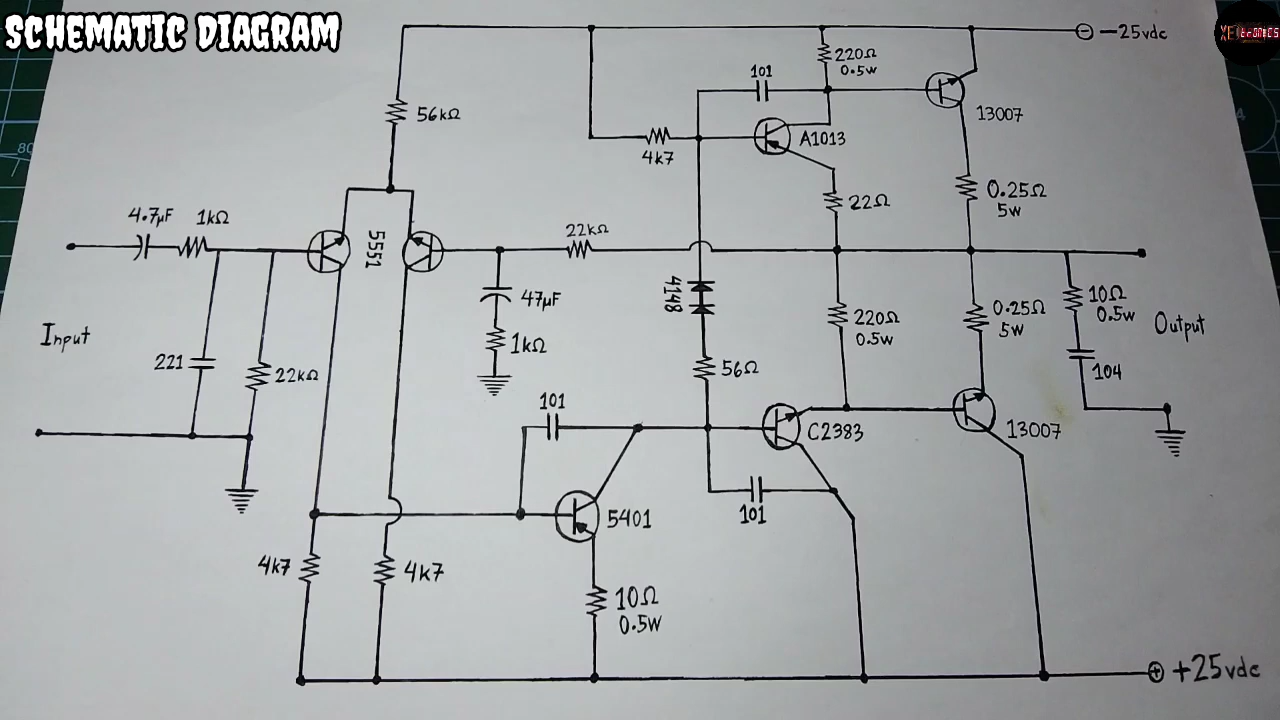 SCHEMATIC DIAGRAM
−25vdc
220Ω
0.5W
101
13007
56kΩ
A1013
4k7
0.25Ω
5W
22Ω
4.7µF
1kΩ
5551
22kΩ
4148
47µF
10Ω
0.5W
0.25Ω
5W
220Ω
0.5W
Output
Input
1kΩ
221
22kΩ
56Ω
104
101
C2383
13007
101
5401
4k7
4k7
10Ω
0.5W
+25vdc